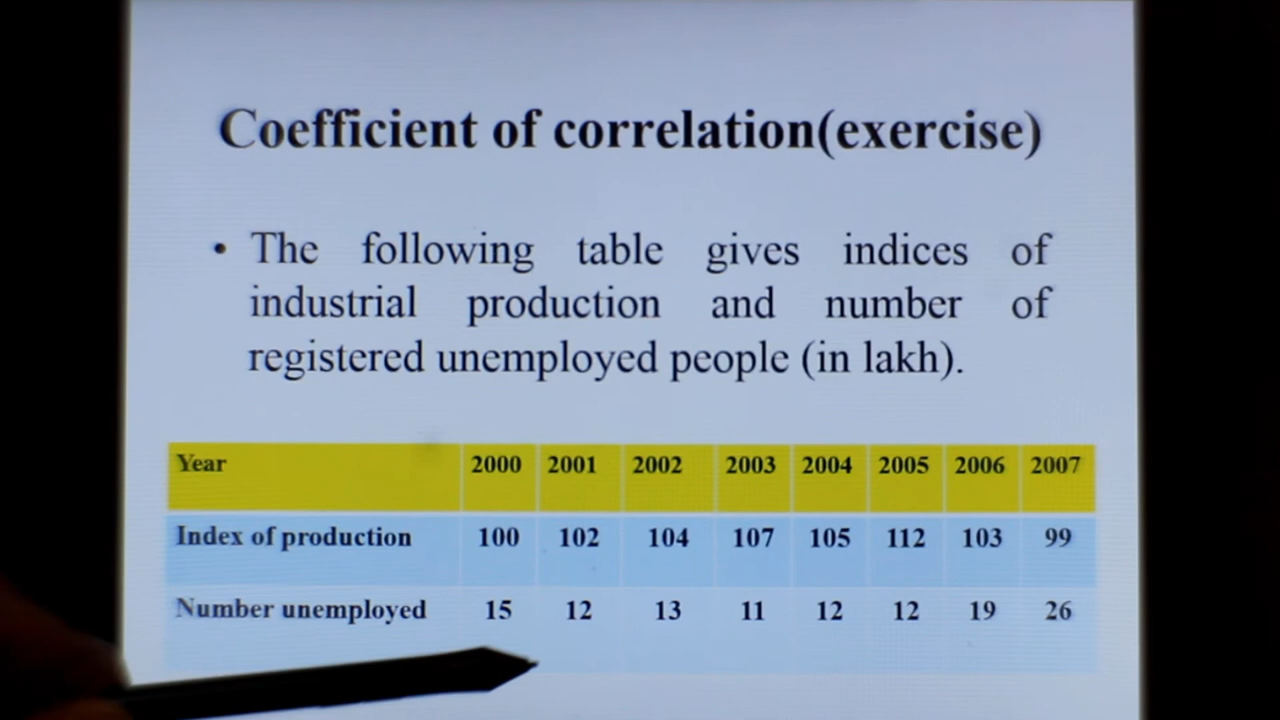 Coefficient of correlation(exercise)
• The following table gives indices of
industrial production and number of
registered unemployed people (in lakh).
Year 2000 2001 2002 2003 2004 2005 2006 2007
Index of production 100 102 104 107 105 112 103 99
Number unemployed 15 12 13 11 12 12 19 26